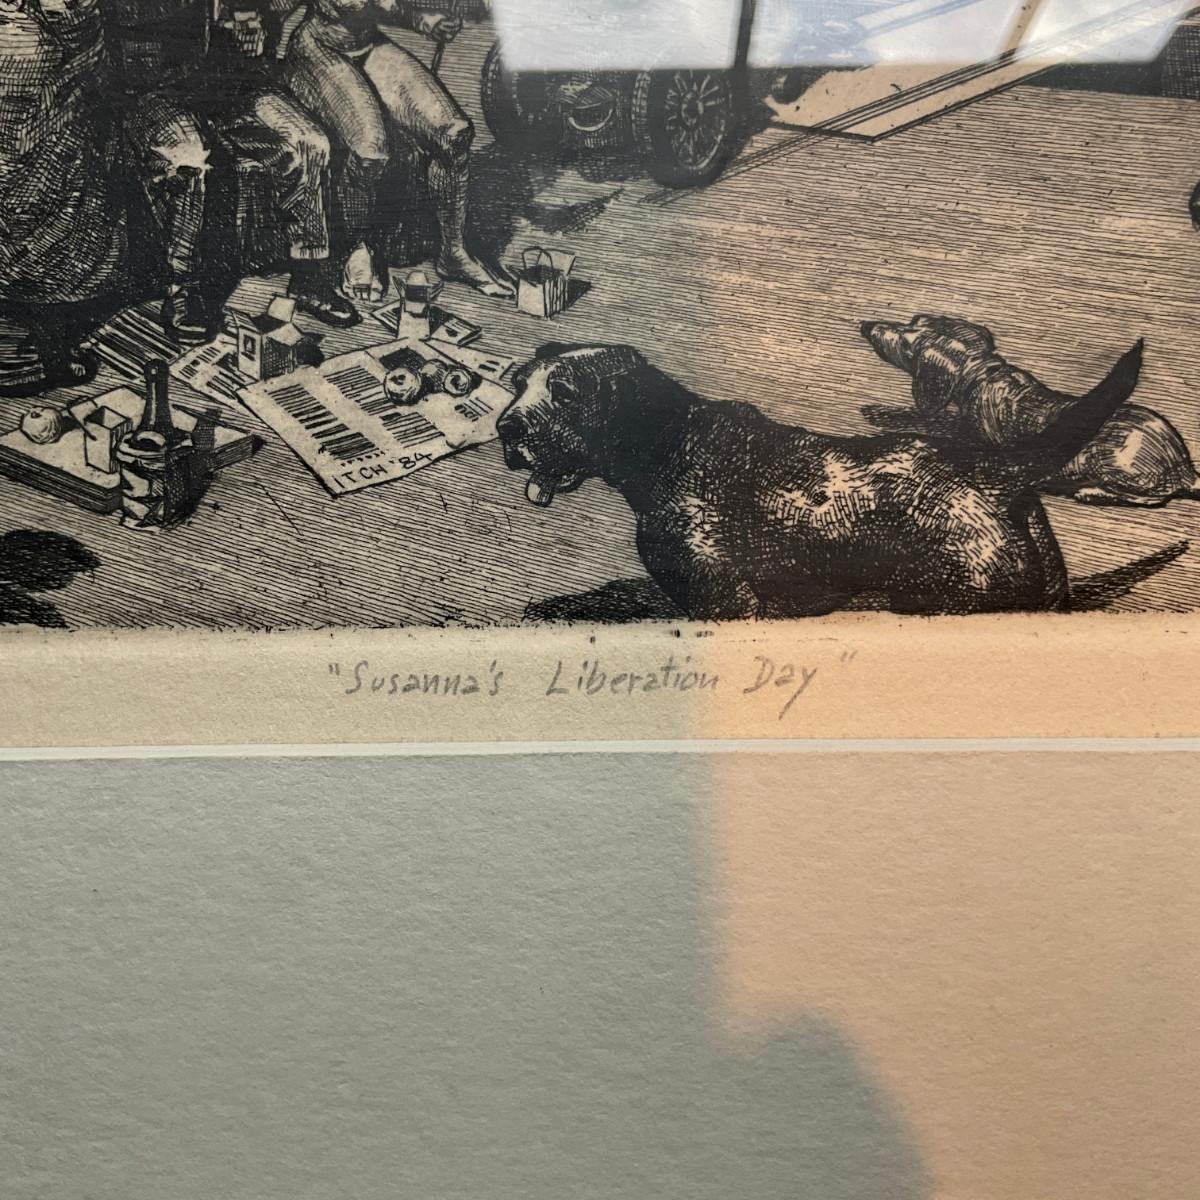 ITCH '84
"Susanna's Liberation Day"